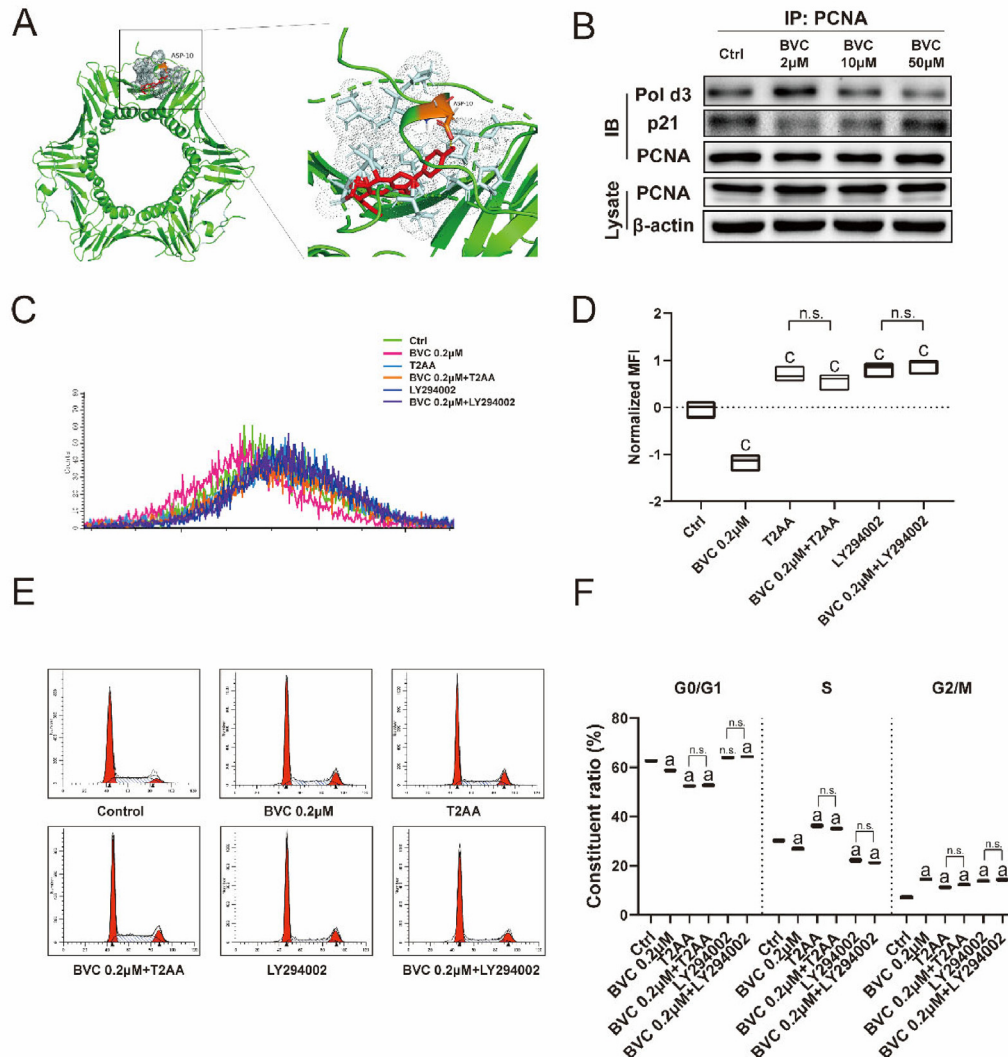 A
ASP-10
ASP-10
B
IP: PCNA
Ctrl
BVC 2μM
BVC 10μM
BVC 50μM
IB
Pol d3
p21
PCNA
Lysate
PCNA
β-actin
C
Ctrl
BVC 0.2μM
T2AA
BVC 0.2μM+T2AA
LY294002
BVC 0.2μM+LY294002
Counts
D
Normalized MFI
2
1
0
-1
-2
n.s.
n.s.
C
C
C
C
C
Ctrl
BVC 0.2μM
T2AA
BVC 0.2μM+T2AA
LY294002
BVC 0.2μM+LY294002
E
Control
BVC 0.2μM
T2AA
BVC 0.2μM+T2AA
LY294002
BVC 0.2μM+LY294002
F
G0/G1
S
G2/M
Constituent ratio (%)
80
60
40
20
0
a
a
n.s.
a
n.s.
n.s.
a
a
a
n.s.
a
a
n.s.
a
a
a
n.s.
a
a
n.s.
a
Ctrl
BVC 0.2μM
T2AA
BVC 0.2μM+T2AA
LY294002
BVC 0.2μM+LY294002
Ctrl
BVC 0.2μM
T2AA
BVC 0.2μM+T2AA
LY294002
BVC 0.2μM+LY294002
Ctrl
BVC 0.2μM
T2AA
BVC 0.2μM+T2AA
LY294002
BVC 0.2μM+LY294002